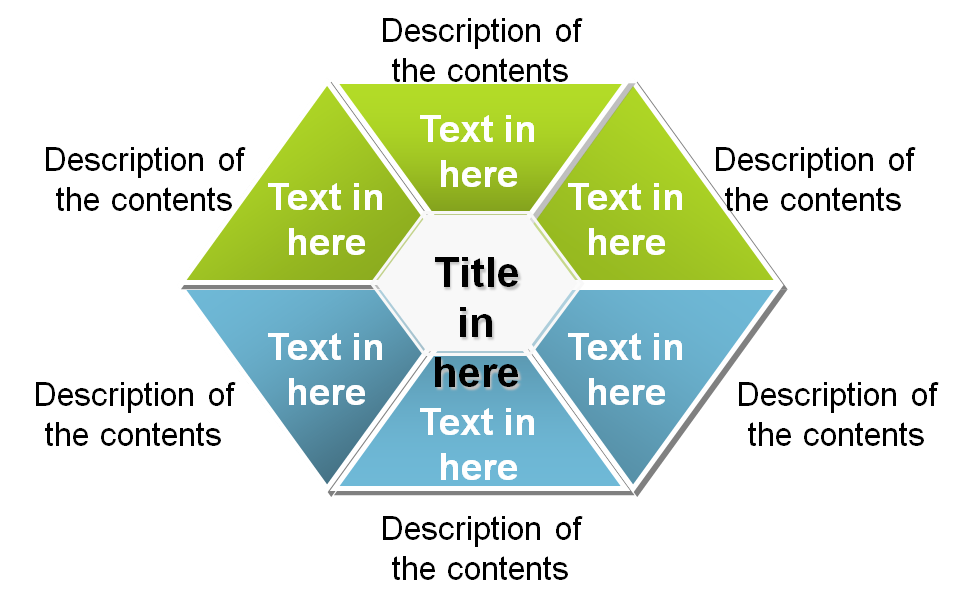 Description of
the contents
Description of
the contents
Text in
here
Description of
the contents
Text in
here
Text in
here
Title
in
here
Text in
here
Text in
here
Description of
the contents
Text in
here
Description of
the contents
Description of
the contents